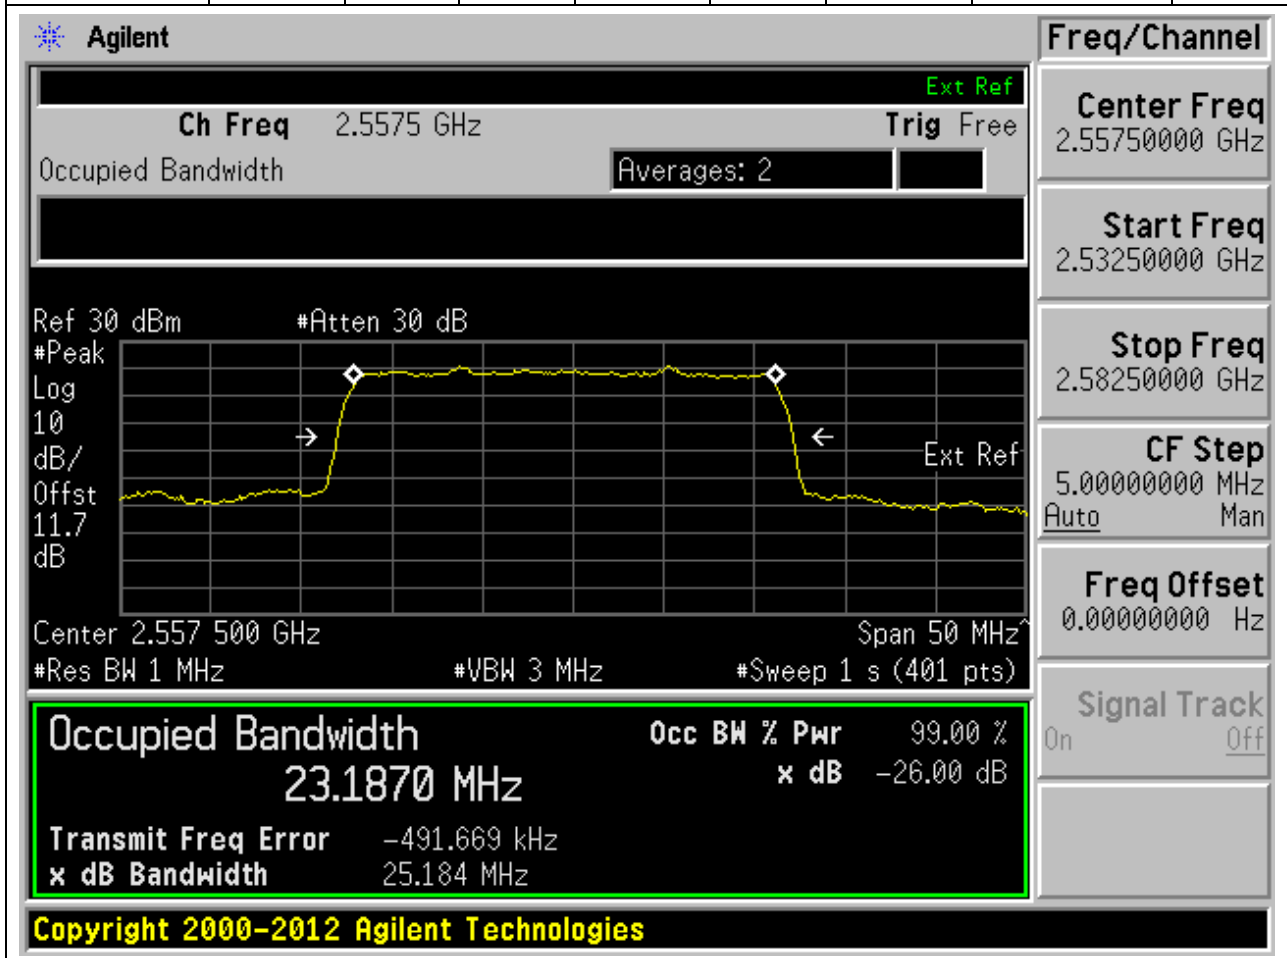 Agilent
Freq/Channel
Ext Ref
Ch Freq 2.5575 GHz Trig Free
Occupied Bandwidth Averages: 2
Center Freq
2.55750000 GHz
Start Freq
2.53250000 GHz
Stop Freq
2.58250000 GHz
CF Step
5.00000000 MHz
Auto Man
Freq Offset
0.00000000 Hz
Signal Track
On Off
Ref 30 dBm #Atten 30 dB
#Peak
Log
10
dB/
Offst
11.7
dB
Ext Ref
Center 2.557 500 GHz Span 50 MHz^
#Res BW 1 MHz #VBW 3 MHz #Sweep 1 s (401 pts)
Occupied Bandwidth
23.1870 MHz
Occ BW % Pwr 99.00 %
x dB -26.00 dB
Transmit Freq Error -491.669 kHz
x dB Bandwidth 25.184 MHz
Copyright 2000-2012 Agilent Technologies